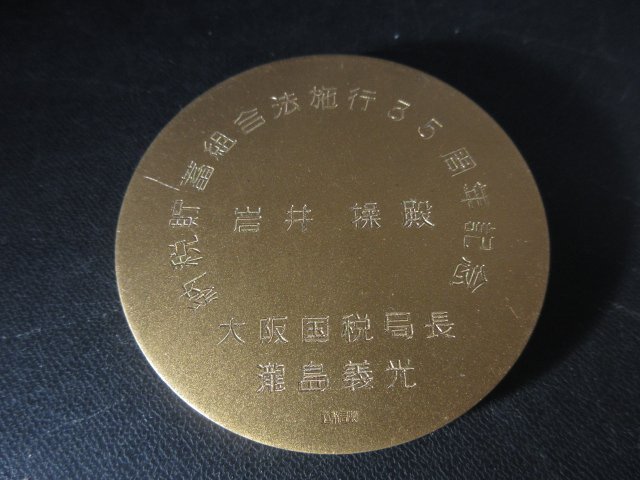 納税貯蓄組合法施行35周年記念
岩井 操殿
大阪国税局長
瀧島義光